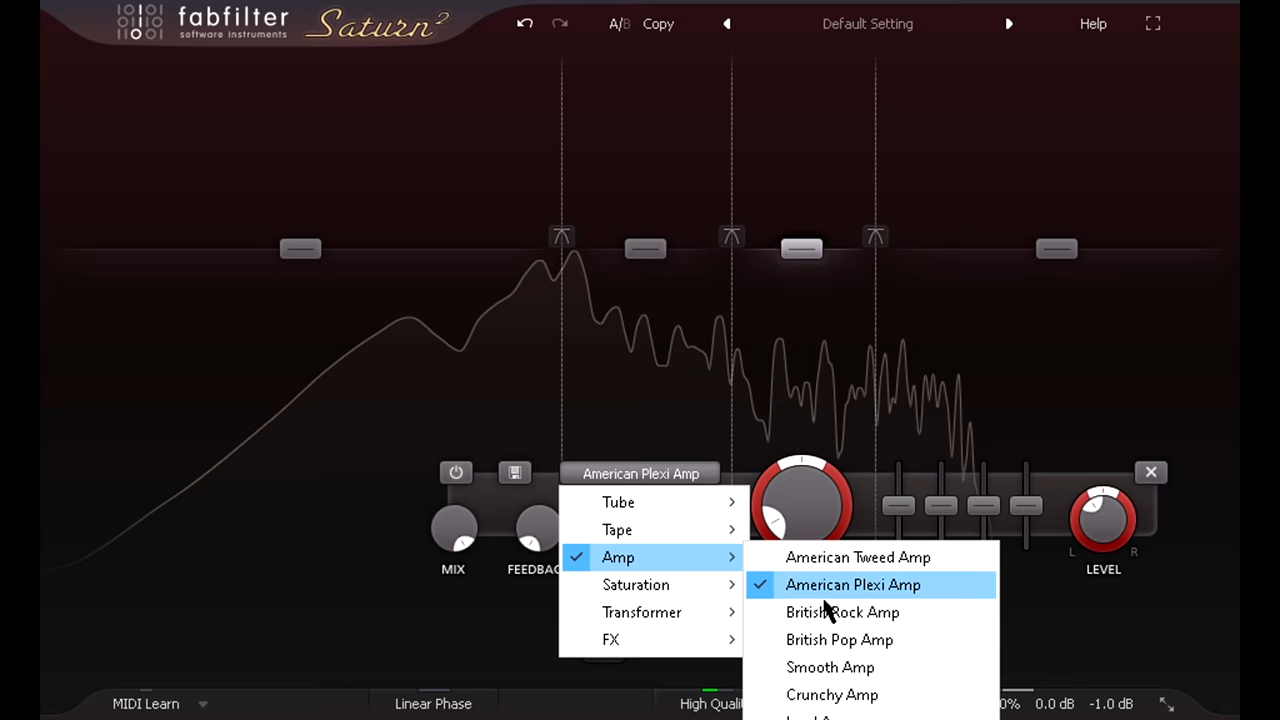 fabfilter
software instruments
Saturn 2
A/B Copy
Default Setting
Help
American Plexi Amp
Tube
Tape
Amp
Saturation
Transformer
FX
American Tweed Amp
American Plexi Amp
British Rock Amp
British Pop Amp
Smooth Amp
Crunchy Amp
MIX
L R
LEVEL
MIDI Learn
Linear Phase
0.0 dB
-1.0 dB